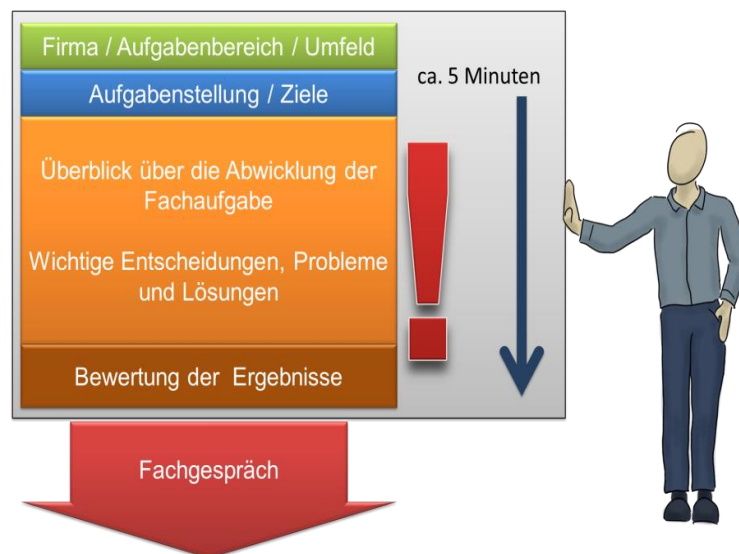 Firma / Aufgabenbereich / Umfeld
Aufgabenstellung / Ziele
ca. 5 Minuten
Überblick über die Abwicklung der
Fachaufgabe
Wichtige Entscheidungen, Probleme
und Lösungen
!
Bewertung der Ergebnisse
Fachgespräch